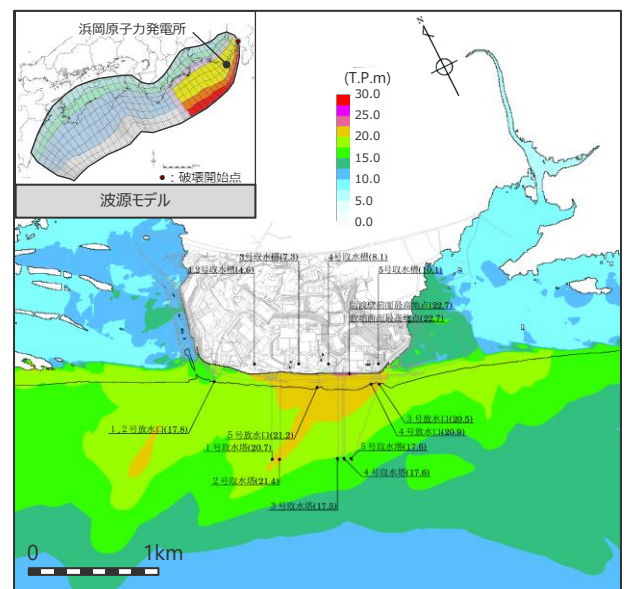 浜岡原子力発電所
●：破壊開始点
波源モデル
N
(T.P.m)
30.0
25.0
20.0
15.0
10.0
5.0
0.0
3号取水槽(7.3)
4号取水槽(8.1)
1,2号取水槽(4.6)
5号取水槽(10.1)
防波壁前面最高地点(22.7)
敷地前面最高地点(22.7)
1,2号放水口(17.8)
5号放水口(21.2)
3号放水口(20.5)
4号放水口(20.9)
1号取水塔(20.7)
5号取水塔(17.6)
2号取水塔(21.4)
4号取水塔(17.6)
3号取水塔(17.5)
0
1km